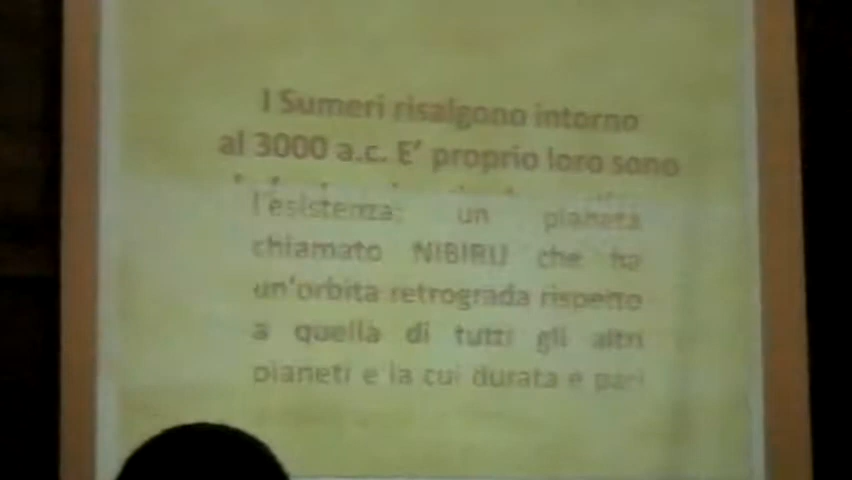 I Sumeri risalgono intorno
al 3000 a.c. E' proprio loro sono
l'esistenza: un pianeta
chiamato NIBIRU che ha
un'orbita retrograda rispetto
a quella di tutti gli altri
pianeti e la cui durata e pari